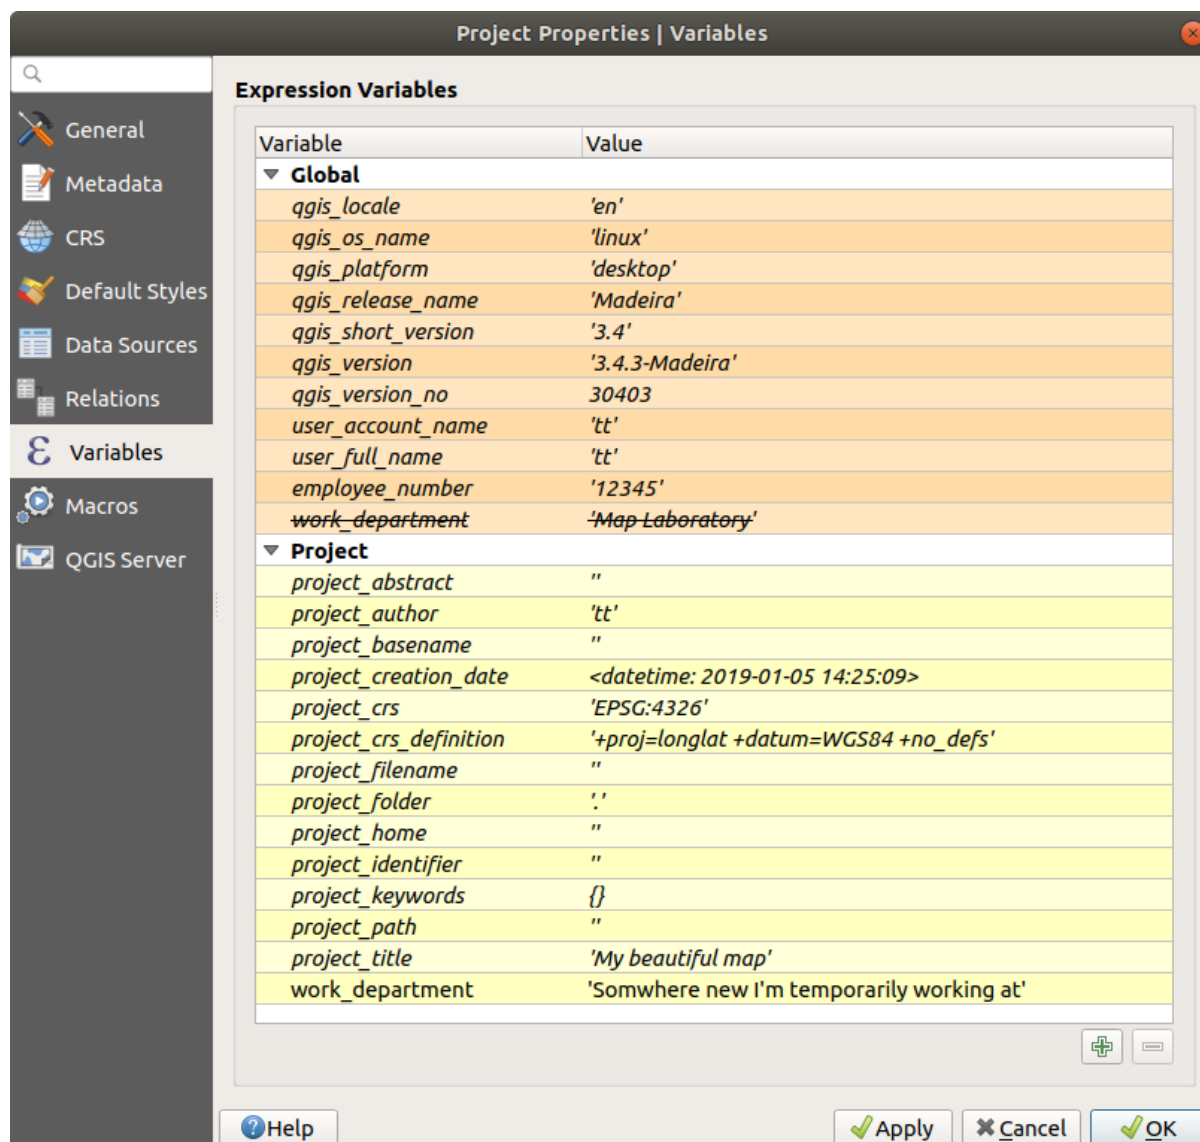 Project Properties | Variables
General
Metadata
CRS
Default Styles
Data Sources
Relations
Variables
Macros
QGIS Server
Expression Variables
Variable Value
Global
qgis_locale 'en'
qgis_os_name 'linux'
qgis_platform 'desktop'
qgis_release_name 'Madeira'
qgis_short_version '3.4'
qgis_version '3.4.3-Madeira'
qgis_version_no 30403
user_account_name 'tt'
user_full_name 'tt'
employee_number '12345'
work_department 'Map Laboratory'
Project
project_abstract ''
project_author 'tt'
project_basename ''
project_creation_date <datetime: 2019-01-05 14:25:09>
project_crs 'EPSG:4326'
project_crs_definition '+proj=longlat +datum=WGS84 +no_defs'
project_filename ''
project_folder '.'
project_home ''
project_identifier ''
project_keywords {}
project_path ''
project_title 'My beautiful map'
work_department 'Somwhere new I'm temporarily working at'
Help Apply Cancel OK